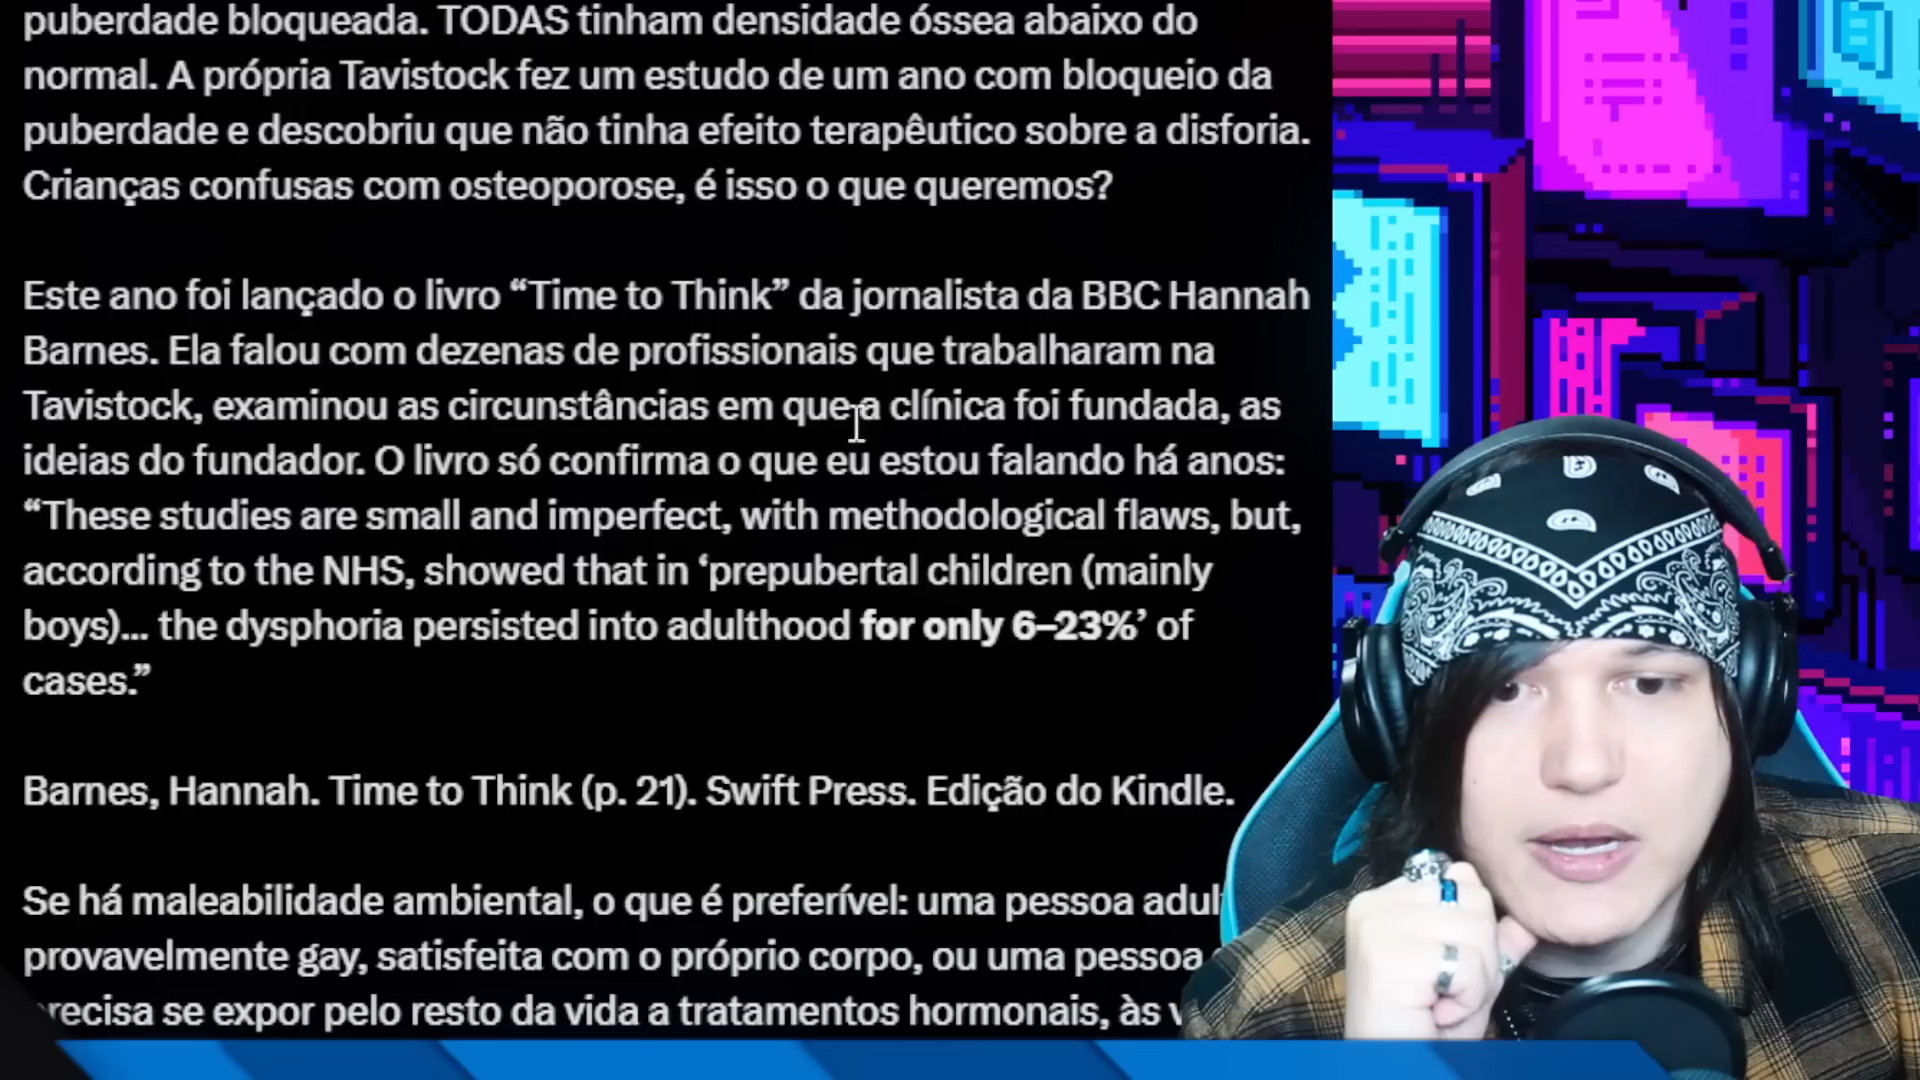 puberdade bloqueada. TODAS tinham densidade óssea abaixo do
normal. A própria Tavistock fez um estudo de um ano com bloqueio da
puberdade e descobriu que não tinha efeito terapêutico sobre a disforia.
Crianças confusas com osteoporose, é isso o que queremos?
Este ano foi lançado o livro “Time to Think” da jornalista da BBC Hannah
Barnes. Ela falou com dezenas de profissionais que trabalharam na
Tavistock, examinou as circunstâncias em que a clínica foi fundada, as
ideias do fundador. O livro só confirma o que eu estou falando há anos:
“These studies are small and imperfect, with methodological flaws, but,
according to the NHS, showed that in ‘prepubertal children (mainly
boys)... the dysphoria persisted into adulthood for only 6–23%’ of
cases.”
Barnes, Hannah. Time to Think (p. 21). Swift Press. Edição do Kindle.
Se há maleabilidade ambiental, o que é preferível: uma pessoa
provavelmente gay, satisfeita com o próprio corpo, ou uma pessoa
se expor pelo resto da vida a tratamentos hormonais, às